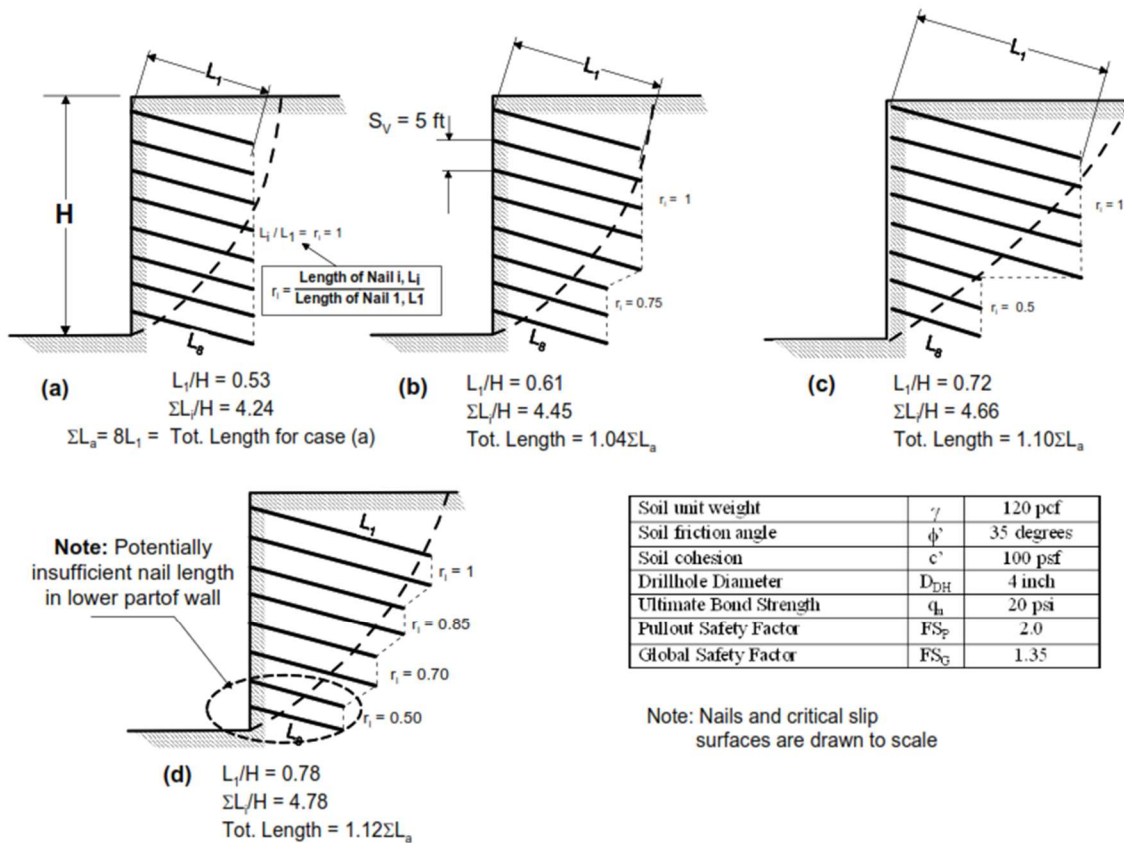 L₁
H
Lᵢ / L₁ = rᵢ = 1
rᵢ = Length of Nail i, Lᵢ
Length of Nail 1, L1
L₈
(a)
L₁/H = 0.53
ΣLᵢ/H = 4.24
ΣLₐ= 8L₁ = Tot. Length for case (a)
L₁
S_V = 5 ft
rᵢ = 1
rᵢ = 0.75
L₈
(b)
L₁/H = 0.61
ΣLᵢ/H = 4.45
Tot. Length = 1.04ΣLₐ
L₁
rᵢ = 1
rᵢ = 0.5
L₈
(c)
L₁/H = 0.72
ΣLᵢ/H = 4.66
Tot. Length = 1.10ΣLₐ
Note: Potentially
insufficient nail length
in lower partof wall
L₁
rᵢ = 1
rᵢ = 0.85
rᵢ = 0.70
rᵢ = 0.50
L₈
(d)
L₁/H = 0.78
ΣLᵢ/H = 4.78
Tot. Length = 1.12ΣLₐ
Soil unit weight γ 120 pcf
Soil friction angle ϕ' 35 degrees
Soil cohesion c' 100 psf
Drillhole Diameter D_DH 4 inch
Ultimate Bond Strength qᵤ 20 psi
Pullout Safety Factor FS_P 2.0
Global Safety Factor FS_G 1.35
Note: Nails and critical slip
surfaces are drawn to scale